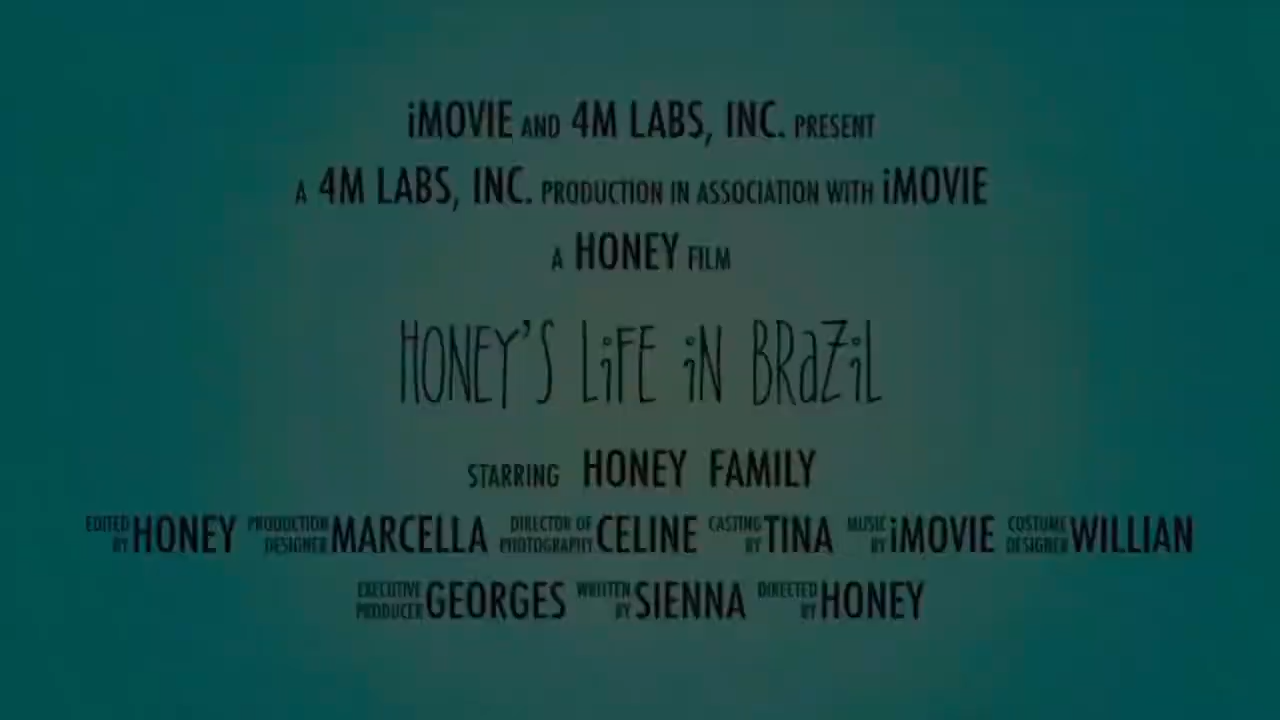 iMOVIE AND 4M LABS, INC. PRESENT
A 4M LABS, INC. PRODUCTION IN ASSOCIATION WITH iMOVIE
A HONEY FILM
HONEY'S LiFE iN BRaZiL
STARRING HONEY FAMILY
EDITED BY HONEY PRODUCTION DESIGNER MARCELLA DIRECTOR OF PHOTOGRAPHY CELINE CASTING BY TINA MUSIC BY iMOVIE COSTUME DESIGNER WILLIAN
EXECUTIVE PRODUCER GEORGES WRITTEN BY SIENNA DIRECTED BY HONEY